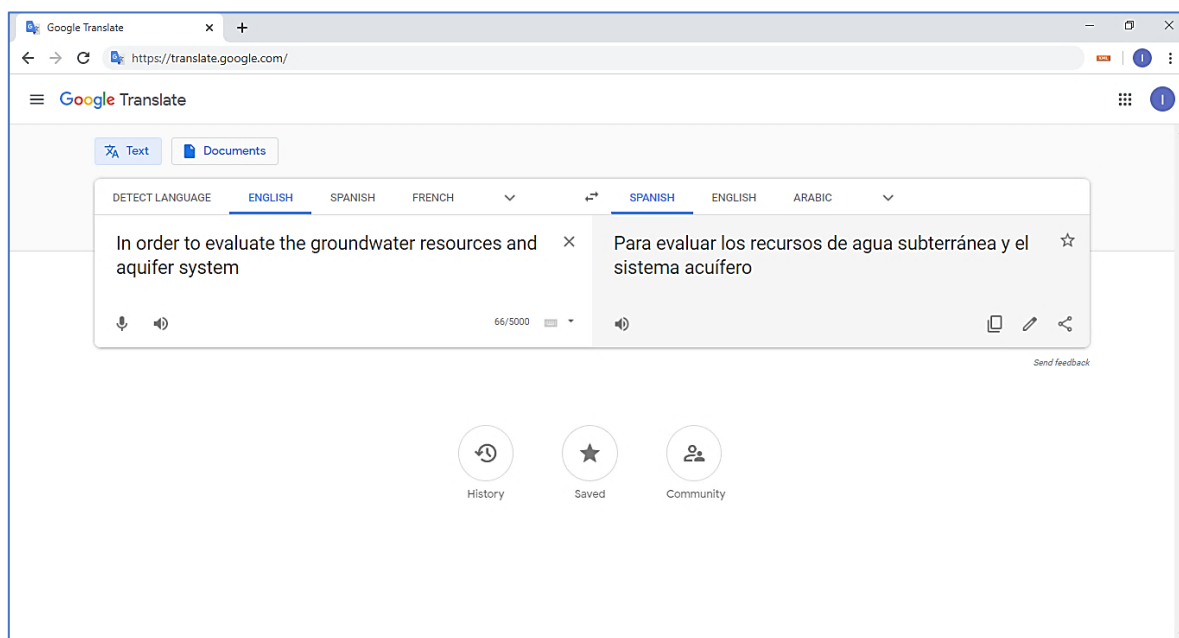 Google Translate
https://translate.google.com/
XML
I
Google Translate
I
Text
Documents
DETECT LANGUAGE ENGLISH SPANISH FRENCH
SPANISH ENGLISH ARABIC
In order to evaluate the groundwater resources and
aquifer system
66/5000
Para evaluar los recursos de agua subterránea y el
sistema acuífero
Send feedback
History
Saved
Community